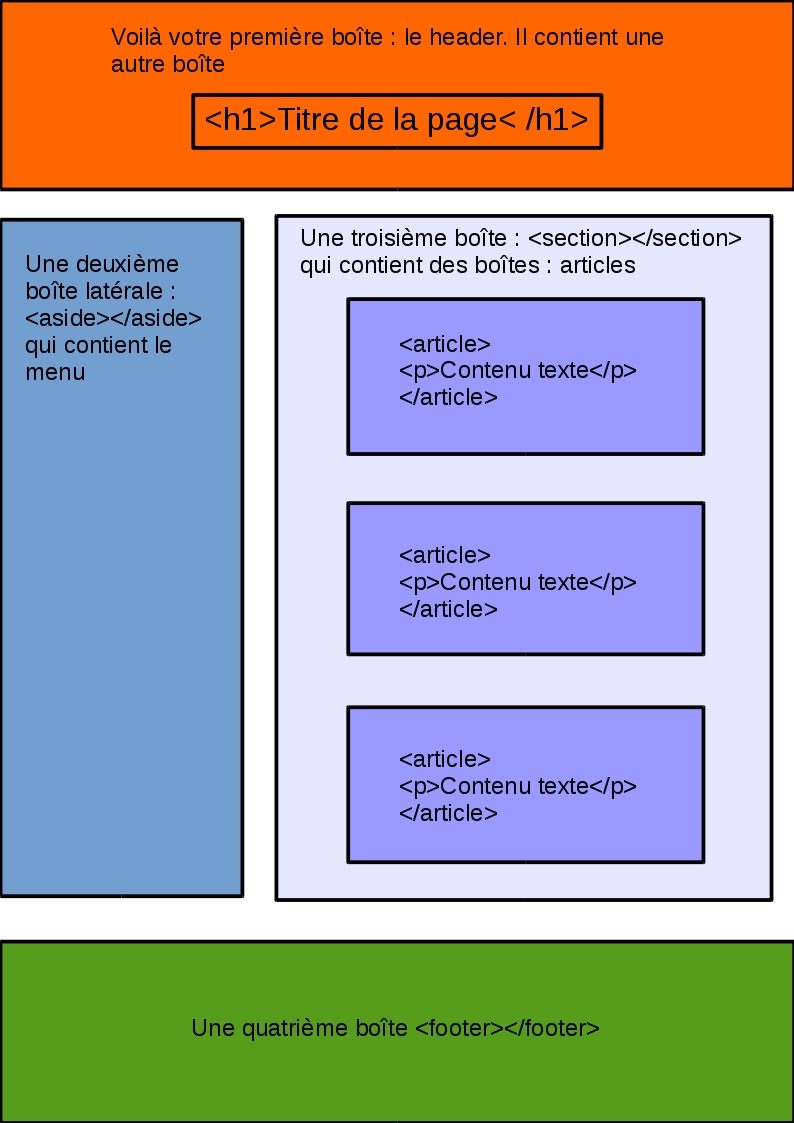 Voilà votre première boîte : le header. Il contient une
autre boîte
<h1>Titre de la page< /h1>
Une deuxième
boîte latérale :
<aside></aside>
qui contient le
menu
Une troisième boîte : <section></section>
qui contient des boîtes : articles
<article>
<p>Contenu texte</p>
</article>
<article>
<p>Contenu texte</p>
</article>
<article>
<p>Contenu texte</p>
</article>
Une quatrième boîte <footer></footer>